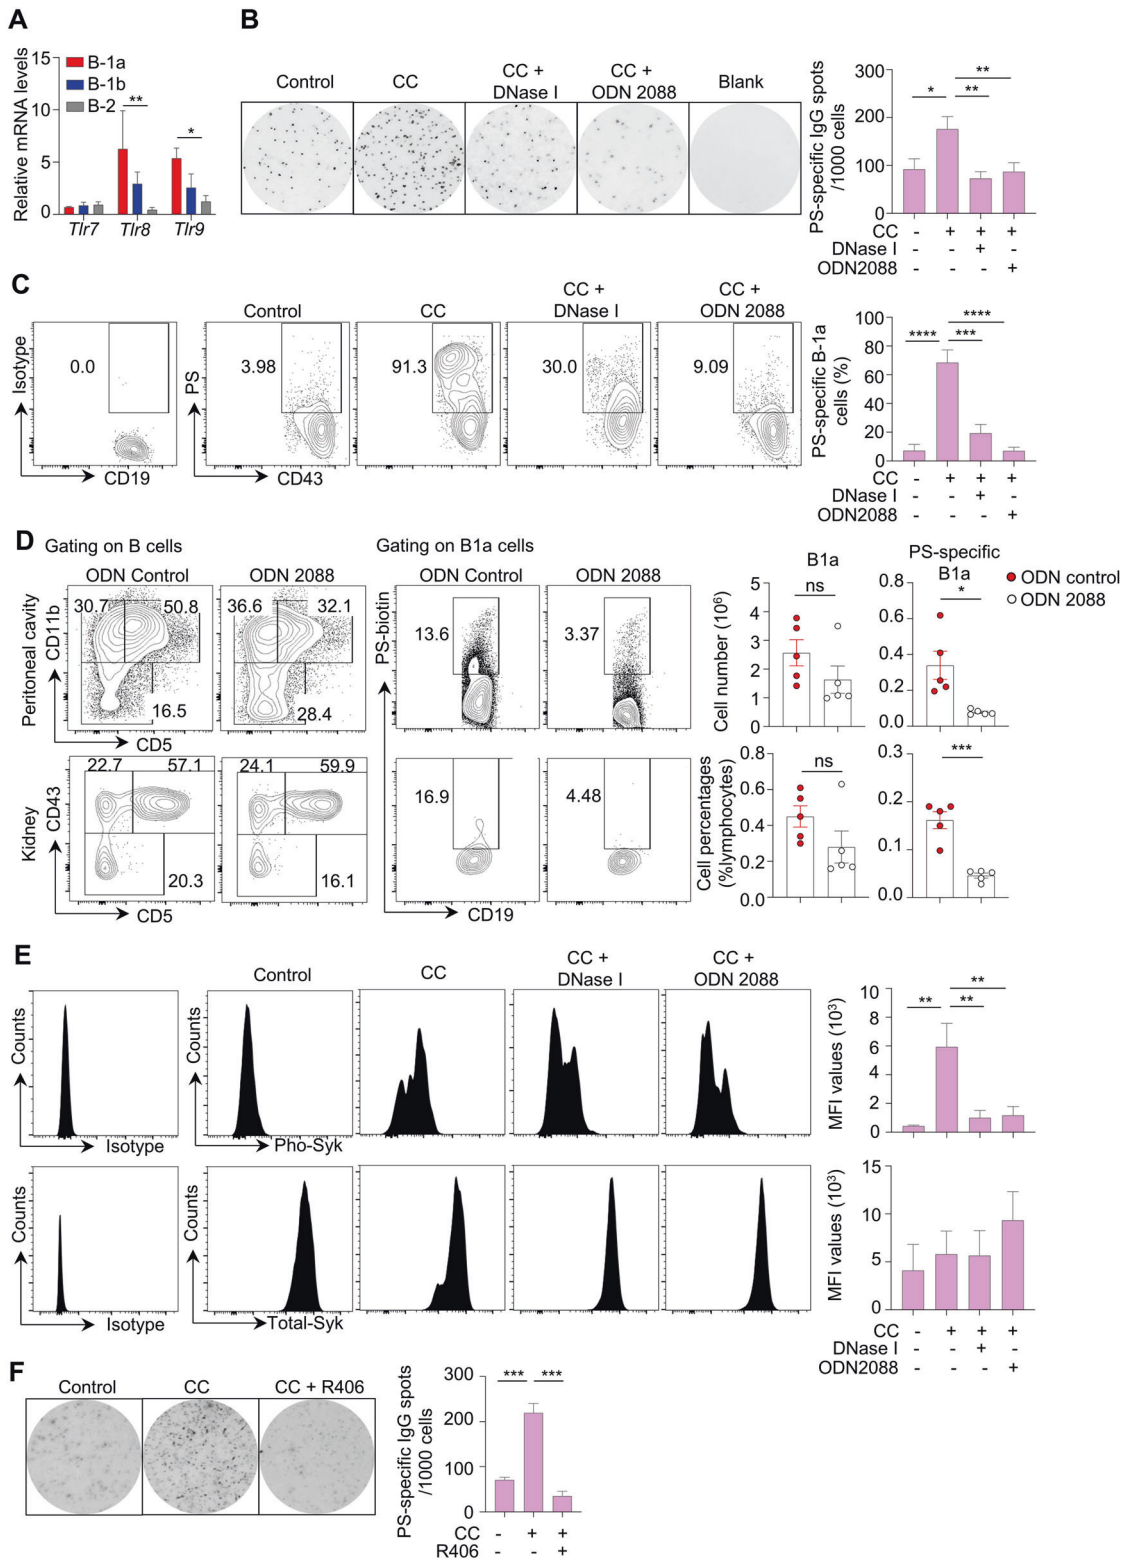 A
Relative mRNA levels
15
10
5
0
B-1a
B-1b
B-2
**
*
Tlr7 Tlr8 Tlr9
B
Control
CC
CC +
DNase I
CC +
ODN 2088
Blank
PS-specific IgG spots
/1000 cells
300
200
100
0
* ** **
CC - + + +
DNase I - - + -
ODN2088 - - - +
C
Isotype
0.0
CD19
Control
CC
CC +
DNase I
CC +
ODN 2088
PS
3.98
91.3
30.0
9.09
CD43
PS-specific B-1a
cells (%)
100
80
60
40
20
0
**** *** ****
CC - + + +
DNase I - - + -
ODN2088 - - - +
D
Gating on B cells
ODN Control ODN 2088
Peritoneal cavity
CD11b
30.7 50.8
16.5
36.6 32.1
28.4
CD5
Kidney
CD43
22.7 57.1
20.3
24.1 59.9
16.1
CD5
Gating on B1a cells
ODN Control ODN 2088
PS-biotin
13.6
3.37
16.9
4.48
CD19
B1a
Cell number (10⁶)
5
4
3
2
1
0
ns
PS-specific
B1a
0.8
0.6
0.4
0.2
0.0
*
ODN control
ODN 2088
Cell percentages
(%lymphocytes)
0.8
0.6
0.4
0.2
0.0
ns
0.3
0.2
0.1
0.0
***
E
Control
CC
CC +
DNase I
CC +
ODN 2088
Counts
Isotype
Counts
Pho-Syk
MFI values (10³)
10
8
6
4
2
0
** ** **
Counts
Isotype
Counts
Total-Syk
MFI values (10³)
15
10
5
0
CC - + + +
DNase I - - + -
ODN2088 - - - +
F
Control
CC
CC + R406
PS-specific IgG spots
/1000 cells
300
200
100
0
*** ***
CC - + +
R406 - - +